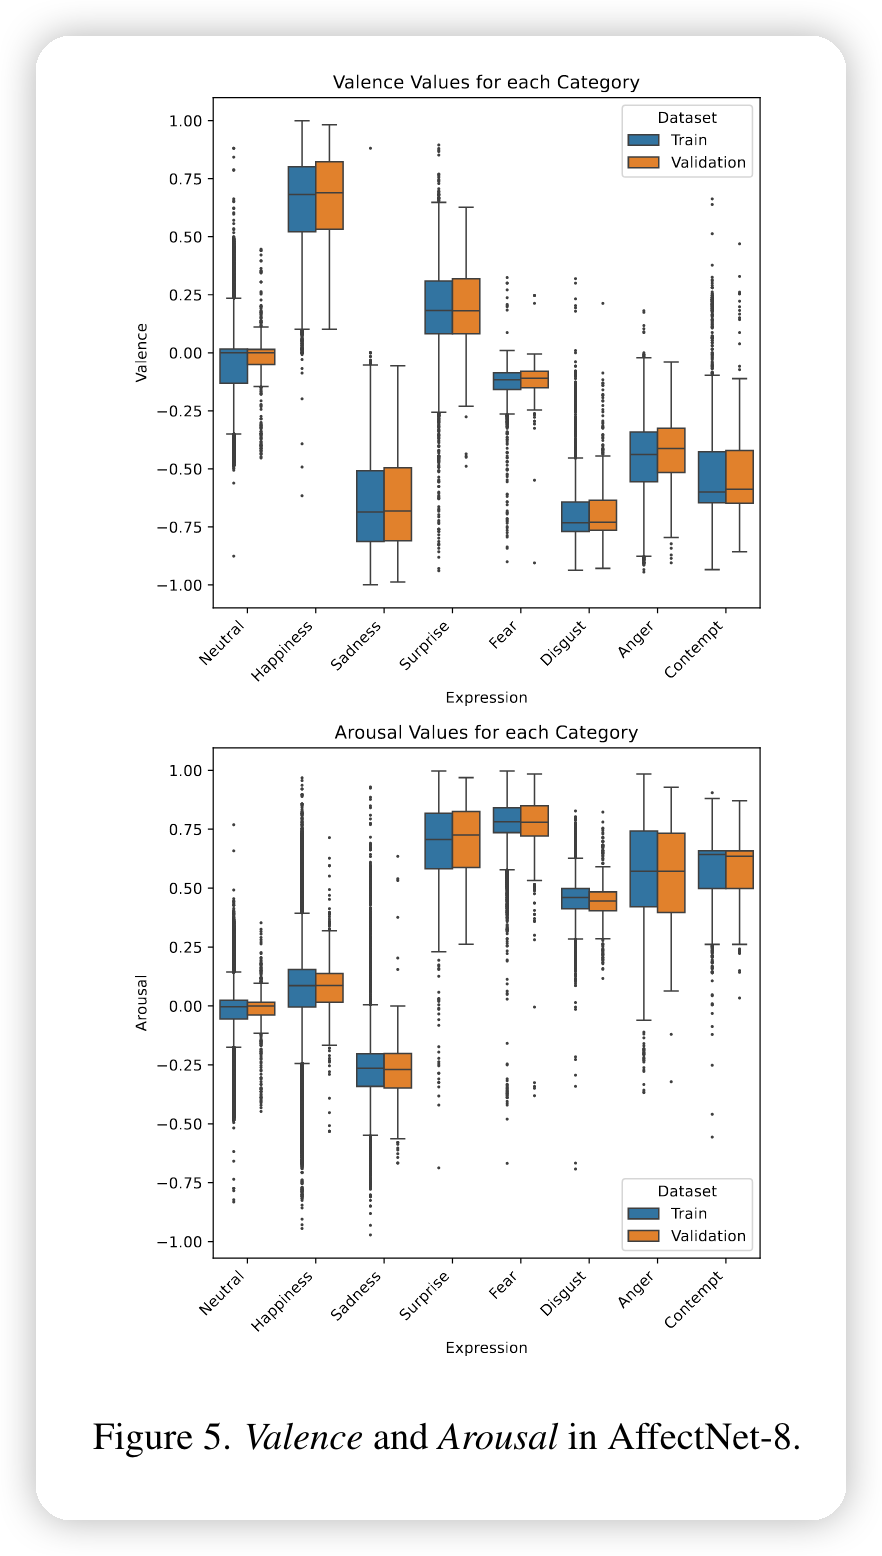 Valence Values for each Category
Dataset
Train
Validation
1.00
0.75
0.50
0.25
0.00
−0.25
−0.50
−0.75
−1.00
Valence
Neutral
Happiness
Sadness
Surprise
Fear
Disgust
Anger
Contempt
Expression
Arousal Values for each Category
1.00
0.75
0.50
0.25
0.00
−0.25
−0.50
−0.75
−1.00
Arousal
Dataset
Train
Validation
Neutral
Happiness
Sadness
Surprise
Fear
Disgust
Anger
Contempt
Expression
Figure 5. Valence and Arousal in AffectNet-8.